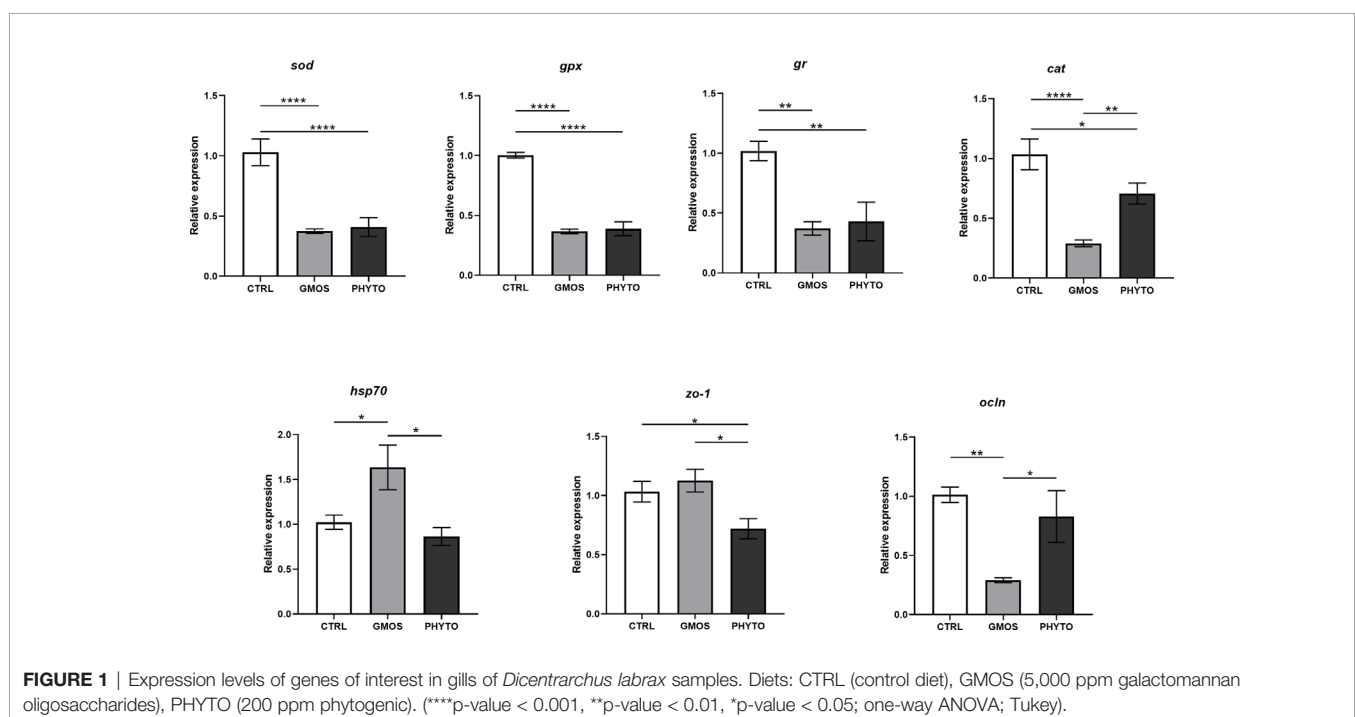 sod
gpx
gr
cat
Relative expression
1.5
1.0
0.5
0.0
****
****
CTRL GMOS PHYTO
Relative expression
1.5
1.0
0.5
0.0
****
****
CTRL GMOS PHYTO
Relative expression
1.5
1.0
0.5
0.0
**
**
CTRL GMOS PHYTO
Relative expression
1.5
1.0
0.5
0.0
****
**
*
CTRL GMOS PHYTO
hsp70
Relative expression
2.0
1.5
1.0
0.5
0.0
*
*
CTRL GMOS PHYTO
zo-1
Relative expression
1.5
1.0
0.5
0.0
*
*
CTRL GMOS PHYTO
ocln
Relative expression
1.5
1.0
0.5
0.0
**
*
CTRL GMOS PHYTO
FIGURE 1 | Expression levels of genes of interest in gills of Dicentrarchus labrax samples. Diets: CTRL (control diet), GMOS (5,000 ppm galactomannan
oligosaccharides), PHYTO (200 ppm phytogenic). (****p-value < 0.001, **p-value < 0.01, *p-value < 0.05; one-way ANOVA; Tukey).